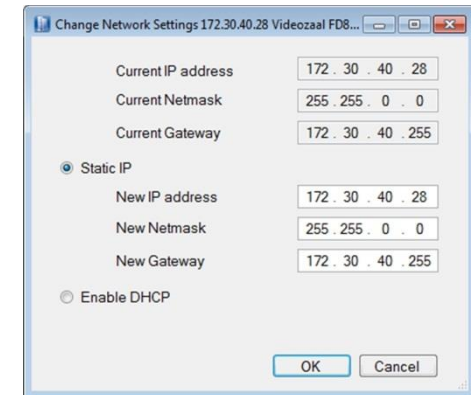 Change Network Settings 172.30.40.28 Videozaal FD8...
Current IP address 172 . 30 . 40 . 28
Current Netmask 255 . 255 . 0 . 0
Current Gateway 172 . 30 . 40 . 255
Static IP
New IP address 172 . 30 . 40 . 28
New Netmask 255 . 255 . 0 . 0
New Gateway 172 . 30 . 40 . 255
Enable DHCP
OK Cancel